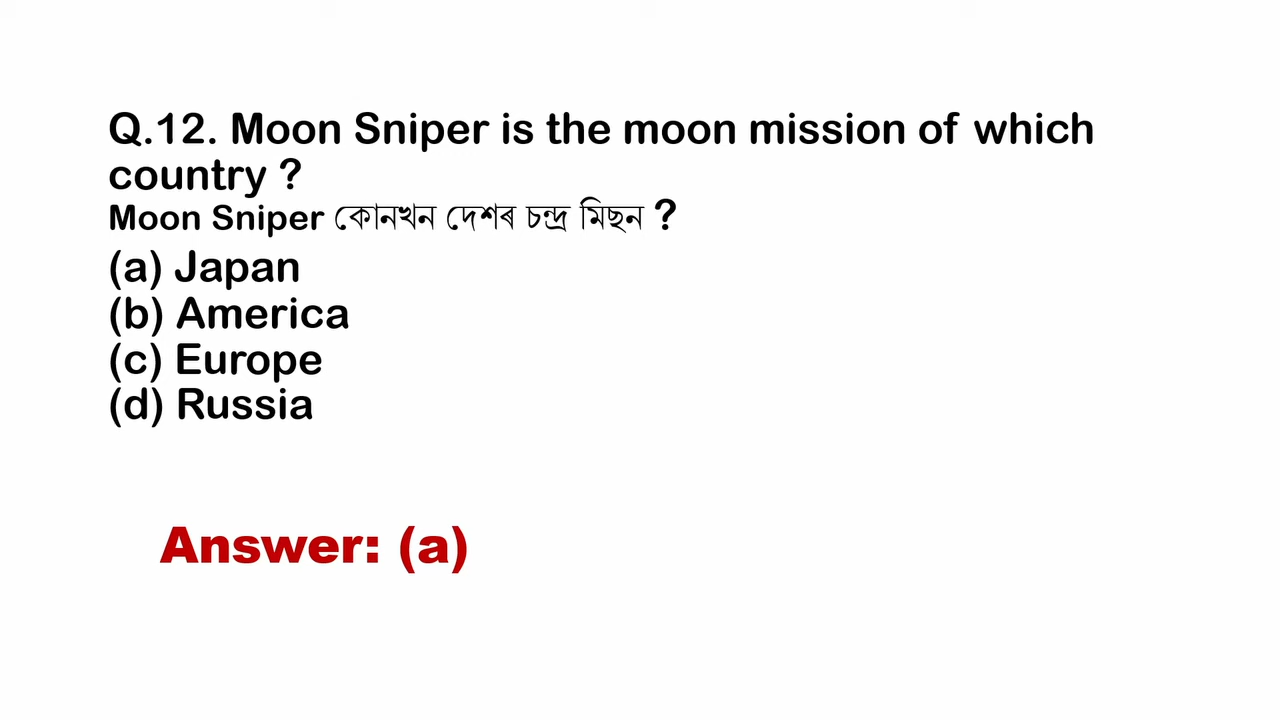 Q.12. Moon Sniper is the moon mission of which
country ?
Moon Sniper কোনখন দেশৰ চন্দ্ৰ মিছন ?
(a) Japan
(b) America
(c) Europe
(d) Russia
Answer: (a)